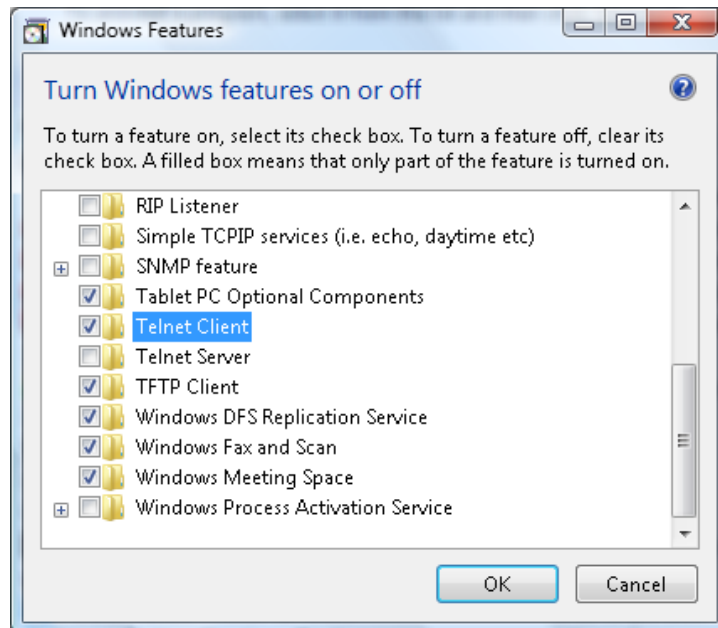 Windows Features
Turn Windows features on or off
To turn a feature on, select its check box. To turn a feature off, clear its
check box. A filled box means that only part of the feature is turned on.
RIP Listener
Simple TCPIP services (i.e. echo, daytime etc)
SNMP feature
Tablet PC Optional Components
Telnet Client
Telnet Server
TFTP Client
Windows DFS Replication Service
Windows Fax and Scan
Windows Meeting Space
Windows Process Activation Service
OK Cancel